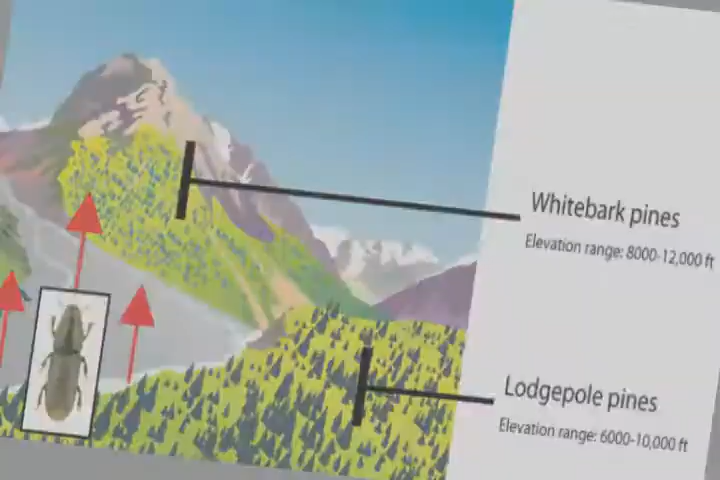 Whitebark pines
Elevation range: 8000-12,000 ft
Lodgepole pines
Elevation range: 6000-10,000 ft